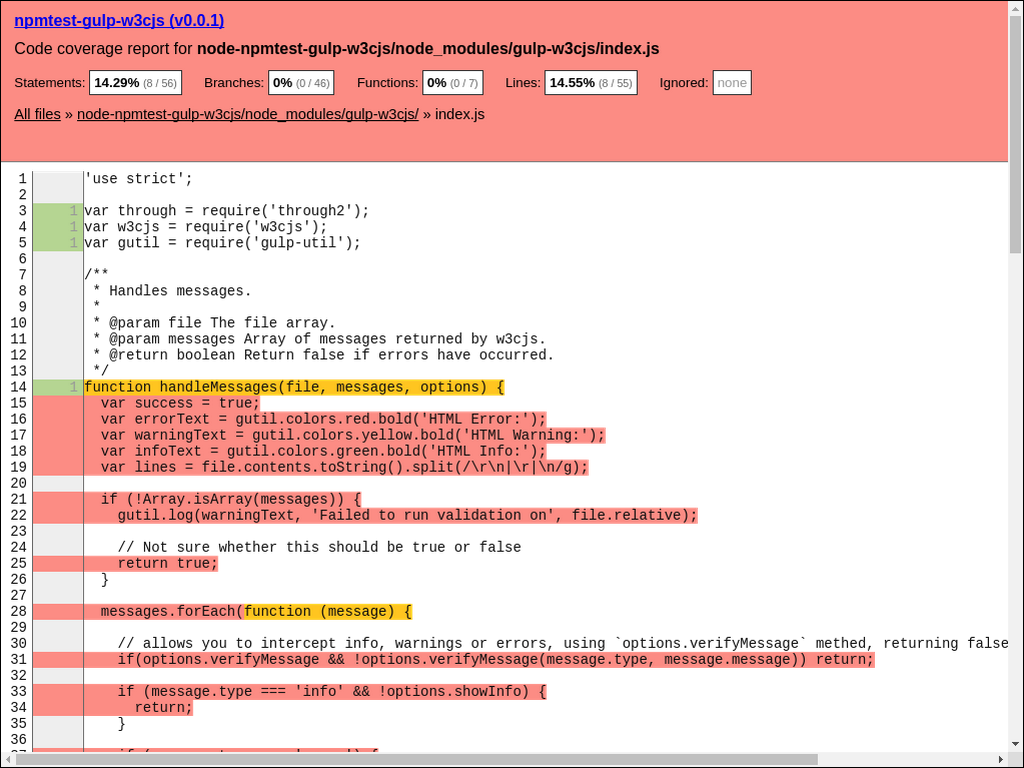 npmtest-gulp-w3cjs (v0.0.1)
Code coverage report for node-npmtest-gulp-w3cjs/node_modules/gulp-w3cjs/index.js
Statements: 14.29% (8 / 56) Branches: 0% (0 / 46) Functions: 0% (0 / 7) Lines: 14.55% (8 / 55) Ignored: none
All files » node-npmtest-gulp-w3cjs/node_modules/gulp-w3cjs/ » index.js
1 'use strict';
2
3 1 var through = require('through2');
4 1 var w3cjs = require('w3cjs');
5 1 var gutil = require('gulp-util');
6
7 /**
8 * Handles messages.
9 *
10 * @param file The file array.
11 * @param messages Array of messages returned by w3cjs.
12 * @return boolean Return false if errors have occurred.
13 */
14 1 function handleMessages(file, messages, options) {
15 var success = true;
16 var errorText = gutil.colors.red.bold('HTML Error:');
17 var warningText = gutil.colors.yellow.bold('HTML Warning:');
18 var infoText = gutil.colors.green.bold('HTML Info:');
19 var lines = file.contents.toString().split(/\r\n|\r|\n/g);
20
21 if (!Array.isArray(messages)) {
22 gutil.log(warningText, 'Failed to run validation on', file.relative);
23
24 // Not sure whether this should be true or false
25 return true;
26 }
27
28 messages.forEach(function (message) {
29
30 // allows you to intercept info, warnings or errors, using `options.verifyMessage` methed, returning false
31 if(options.verifyMessage && !options.verifyMessage(message.type, message.message)) return;
32
33 if (message.type === 'info' && !options.showInfo) {
34 return;
35 }
36